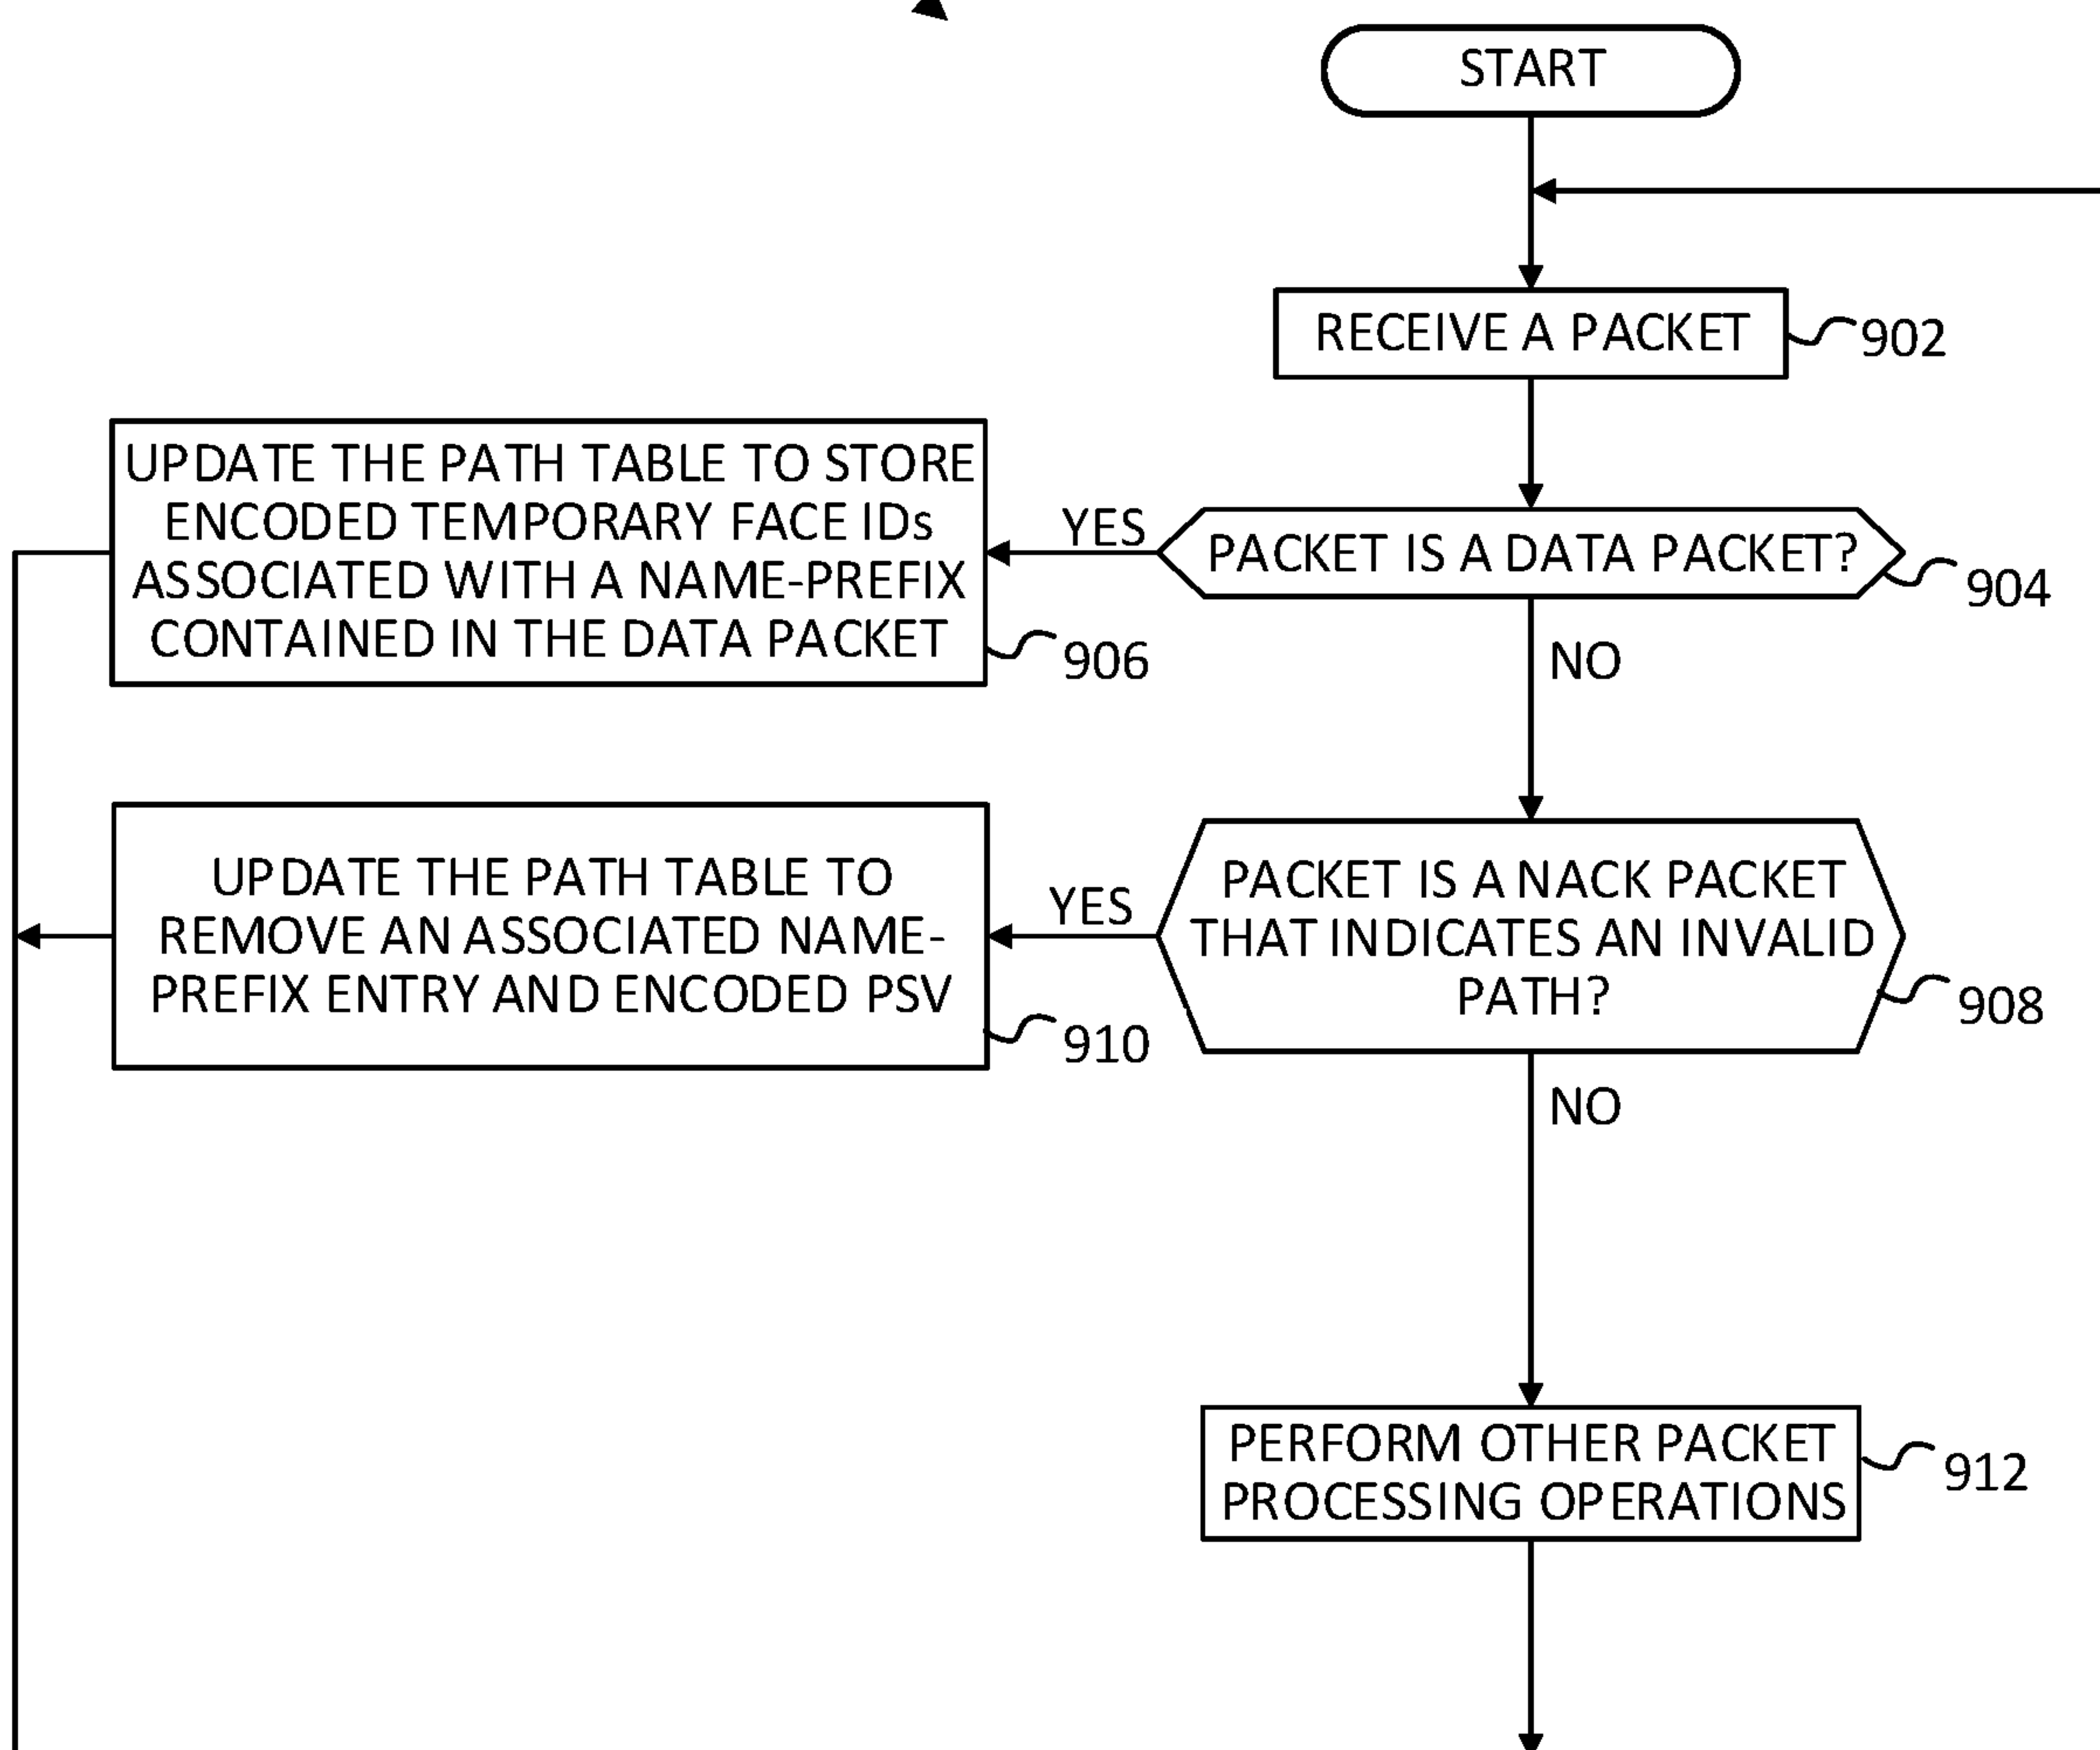 START
RECEIVE A PACKET
902
PACKET IS A DATA PACKET?
904
YES
UPDATE THE PATH TABLE TO STORE
ENCODED TEMPORARY FACE IDs
ASSOCIATED WITH A NAME-PREFIX
CONTAINED IN THE DATA PACKET
906
NO
PACKET IS A NACK PACKET
THAT INDICATES AN INVALID
PATH?
908
YES
UPDATE THE PATH TABLE TO
REMOVE AN ASSOCIATED NAME-
PREFIX ENTRY AND ENCODED PSV
910
NO
PERFORM OTHER PACKET
PROCESSING OPERATIONS
912